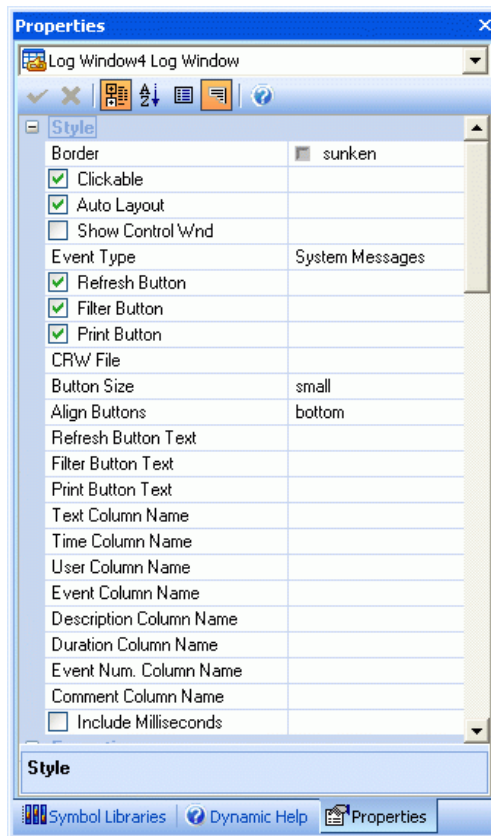 Properties
Log Window4 Log Window
Style
Border sunken
Clickable
Auto Layout
Show Control Wnd
Event Type System Messages
Refresh Button
Filter Button
Print Button
CRW File
Button Size small
Align Buttons bottom
Refresh Button Text
Filter Button Text
Print Button Text
Text Column Name
Time Column Name
User Column Name
Event Column Name
Description Column Name
Duration Column Name
Event Num. Column Name
Comment Column Name
Include Milliseconds
Style
Symbol Libraries Dynamic Help Properties